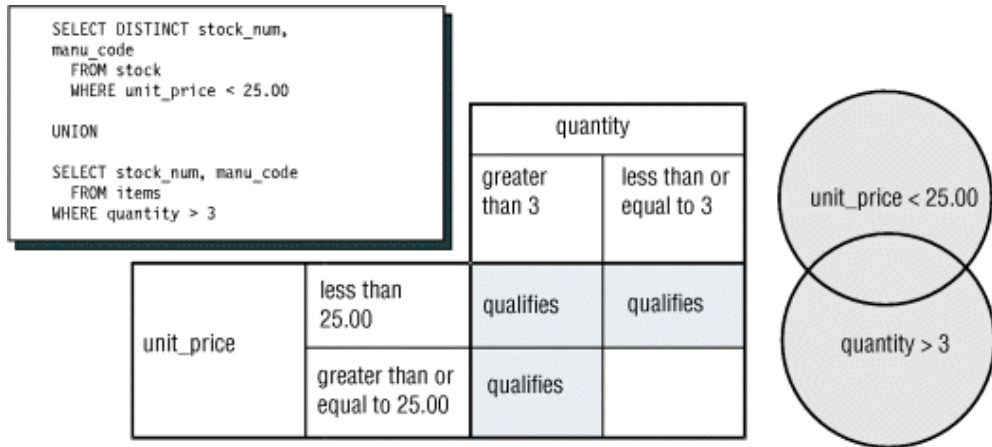 SELECT DISTINCT stock_num,
manu_code
FROM stock
WHERE unit_price < 25.00
UNION
SELECT stock_num, manu_code
FROM items
WHERE quantity > 3
quantity
greater
than 3
less than or
equal to 3
unit_price
less than
25.00
qualifies
qualifies
greater than or
equal to 25.00
qualifies
unit_price < 25.00
quantity > 3